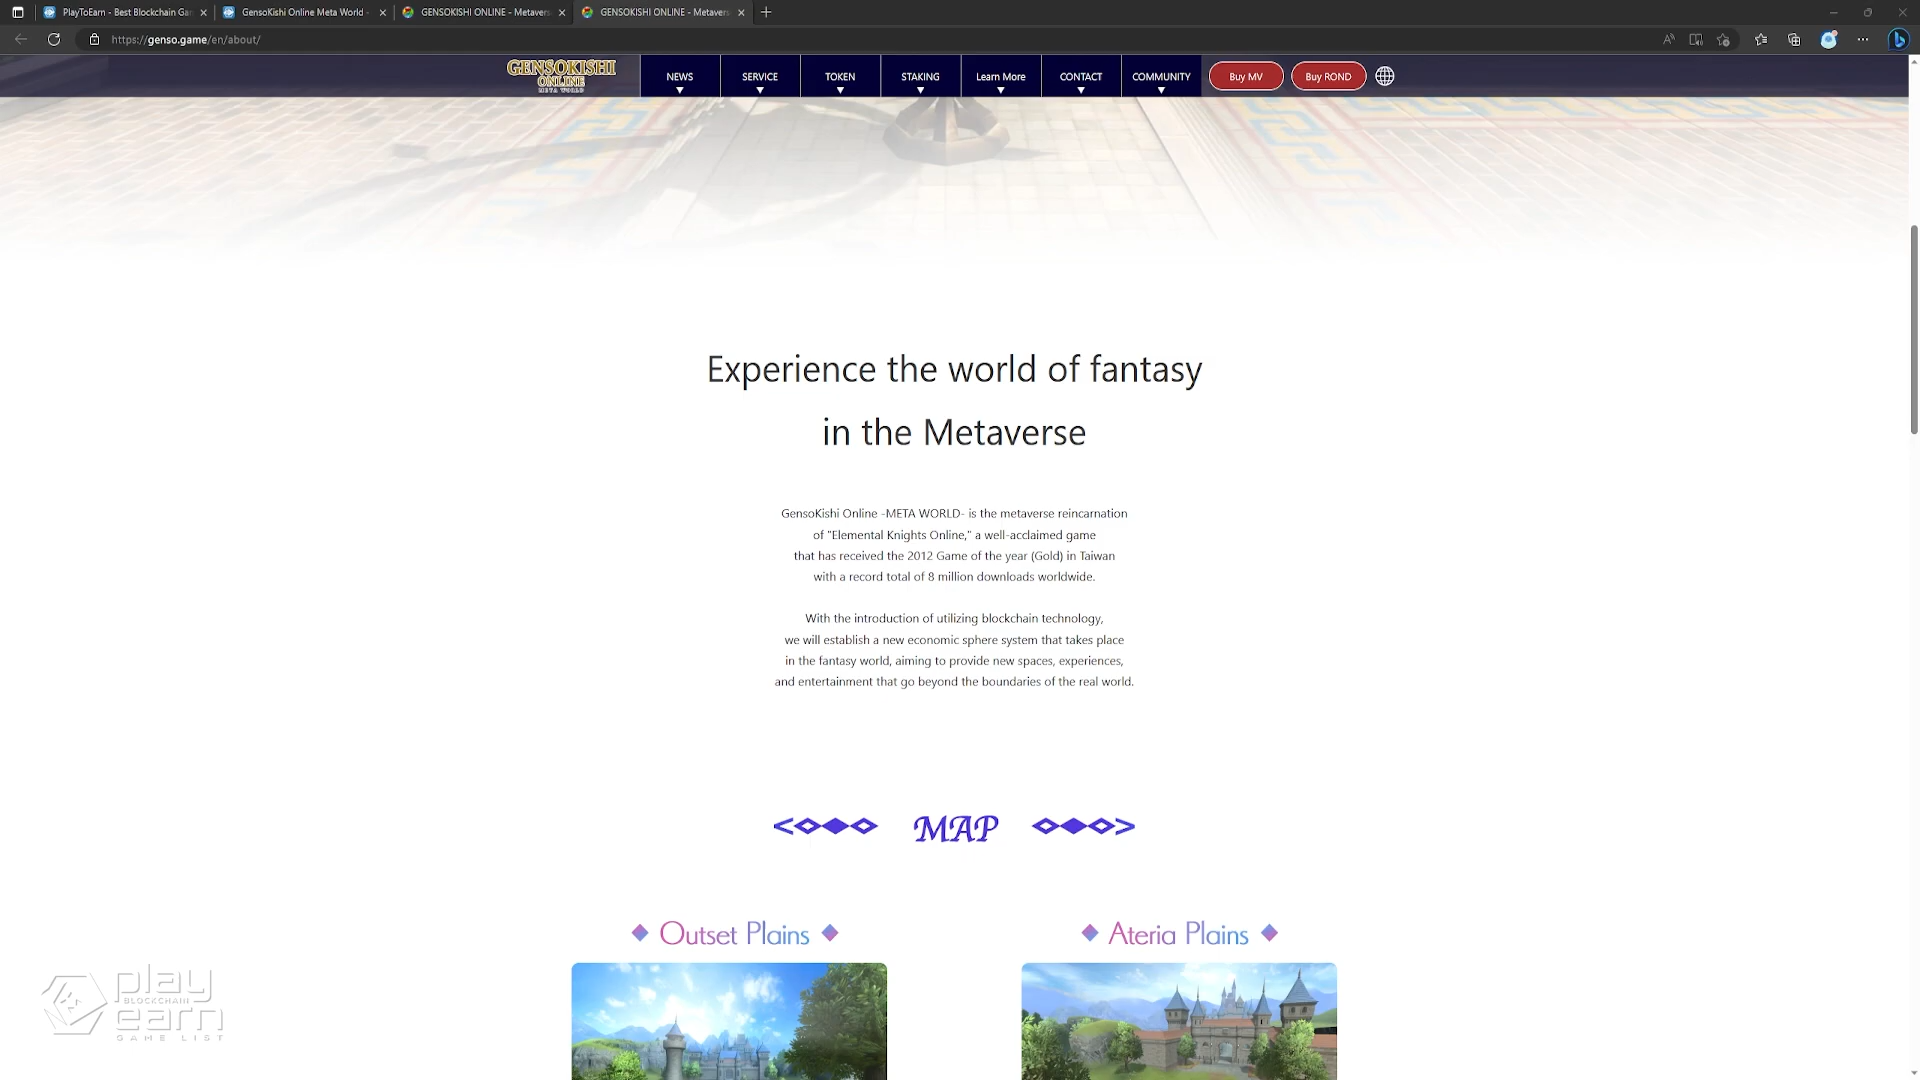 PlayToEarn - Best Blockchain Gam
GensoKishi Online Meta World -
GENSOKISHI ONLINE - Metavers
GENSOKISHI ONLINE - Metavers
https://genso.game/en/about/
GENSOKISHI
ONLINE
META WORLD
NEWS
SERVICE
TOKEN
STAKING
Learn More
CONTACT
COMMUNITY
Buy MV
Buy ROND
Experience the world of fantasy
in the Metaverse
GensoKishi Online -META WORLD- is the metaverse reincarnation
of "Elemental Knights Online," a well-acclaimed game
that has received the 2012 Game of the year (Gold) in Taiwan
with a record total of 8 million downloads worldwide.
With the introduction of utilizing blockchain technology,
we will establish a new economic sphere system that takes place
in the fantasy world, aiming to provide new spaces, experiences,
and entertainment that go beyond the boundaries of the real world.
MAP
Outset Plains
Ateria Plains
play
BLOCKCHAIN
earn
GAME LIST